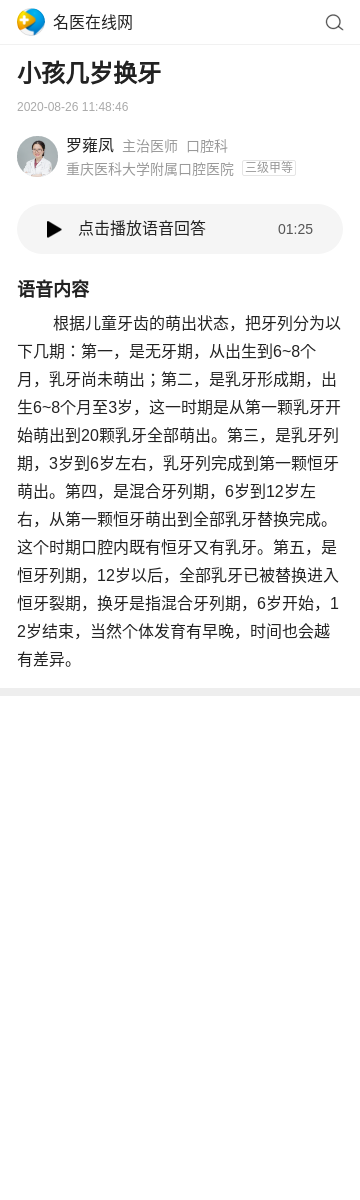 名医在线网
小孩几岁换牙
2020-08-26 11:48:46
罗雍凤 主治医师 口腔科
重庆医科大学附属口腔医院 三级甲等
点击播放语音回答 01:25
语音内容
根据儿童牙齿的萌出状态，把牙列分为以
下几期：第一，是无牙期，从出生到6~8个
月，乳牙尚未萌出；第二，是乳牙形成期，出
生6~8个月至3岁，这一时期是从第一颗乳牙开
始萌出到20颗乳牙全部萌出。第三，是乳牙列
期，3岁到6岁左右，乳牙列完成到第一颗恒牙
萌出。第四，是混合牙列期，6岁到12岁左
右，从第一颗恒牙萌出到全部乳牙替换完成。
这个时期口腔内既有恒牙又有乳牙。第五，是
恒牙列期，12岁以后，全部乳牙已被替换进入
恒牙裂期，换牙是指混合牙列期，6岁开始，1
2岁结束，当然个体发育有早晚，时间也会越
有差异。